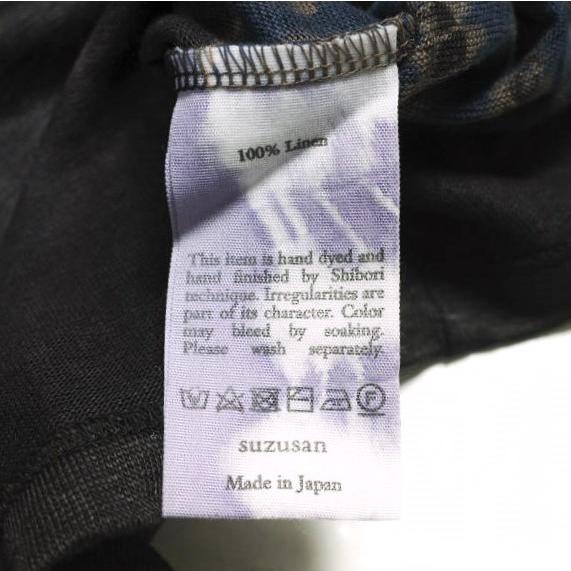 100% Linen
This item is hand dyed and
hand finished by Shibori
technique. Irregularities are
part of its character. Color
may bleed by soaking.
Please wash separately.
F
suzusan
Made in Japan